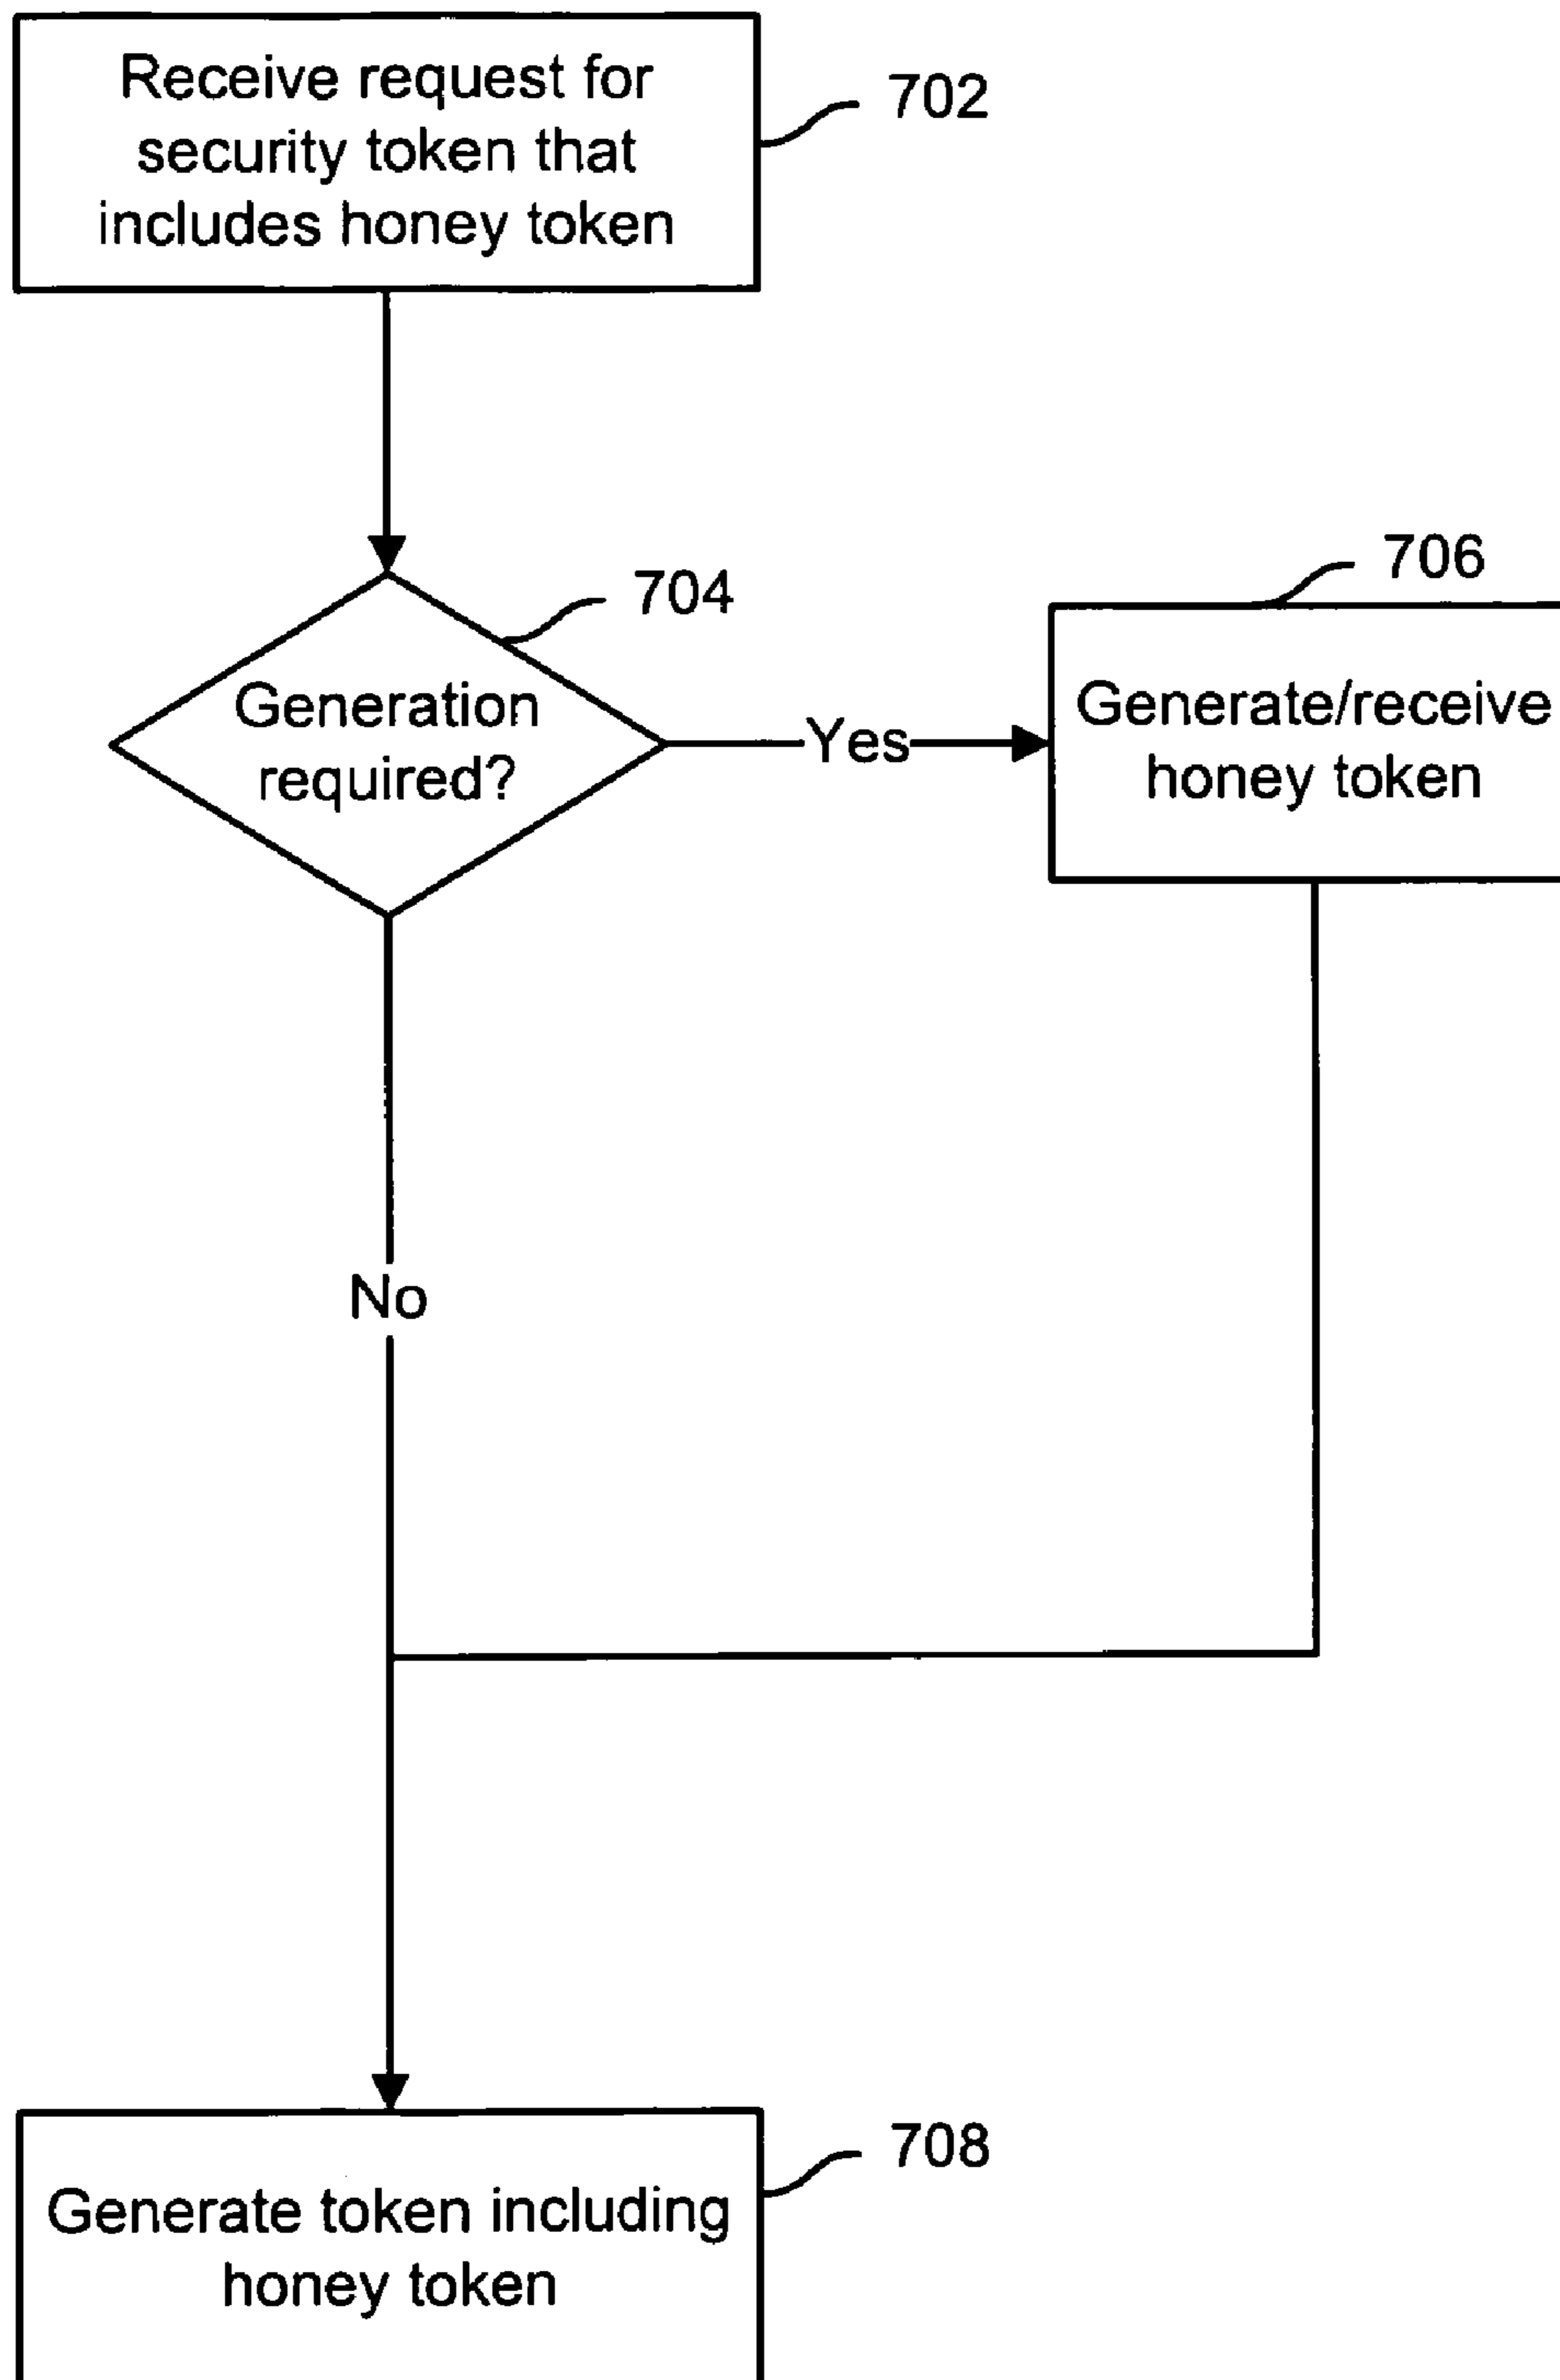 Receive request for
security token that
includes honey token
702
704
Generation
required?
Yes
706
Generate/receive
honey token
No
708
Generate token including
honey token